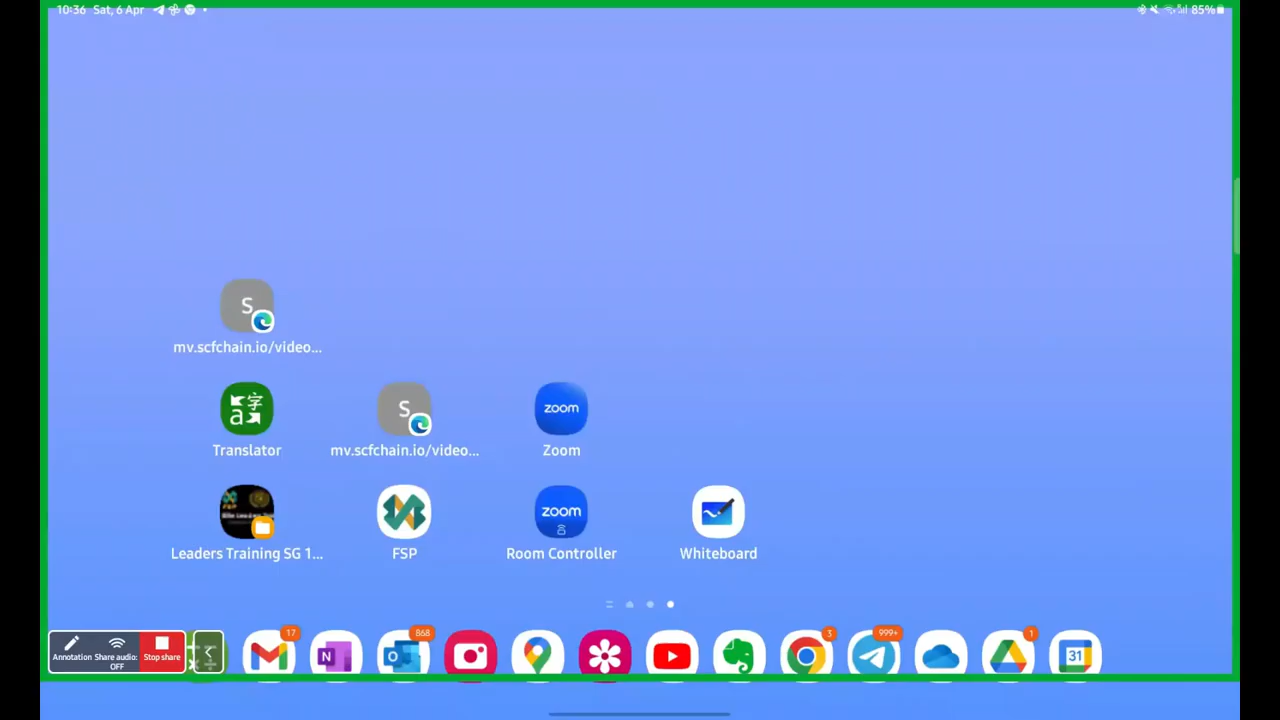 10:36 Sat, 6 Apr
85%
S
mv.scfchain.io/video...
字
a
S
zoom
Translator
mv.scfchain.io/video...
Zoom
FSP
zoom
Leaders Training SG 1...
FSP
Room Controller
Whiteboard
Annotation
Share audio: OFF
Stop share
17
N
868
3
999+
1
31